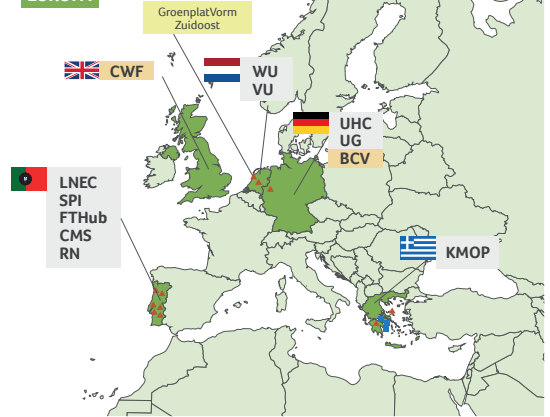 GroenplatVorm
Zuidoost
CWF
WU
VU
UHC
UG
BCV
LNEC
SPI
FTHub
CMS
RN
KMOP